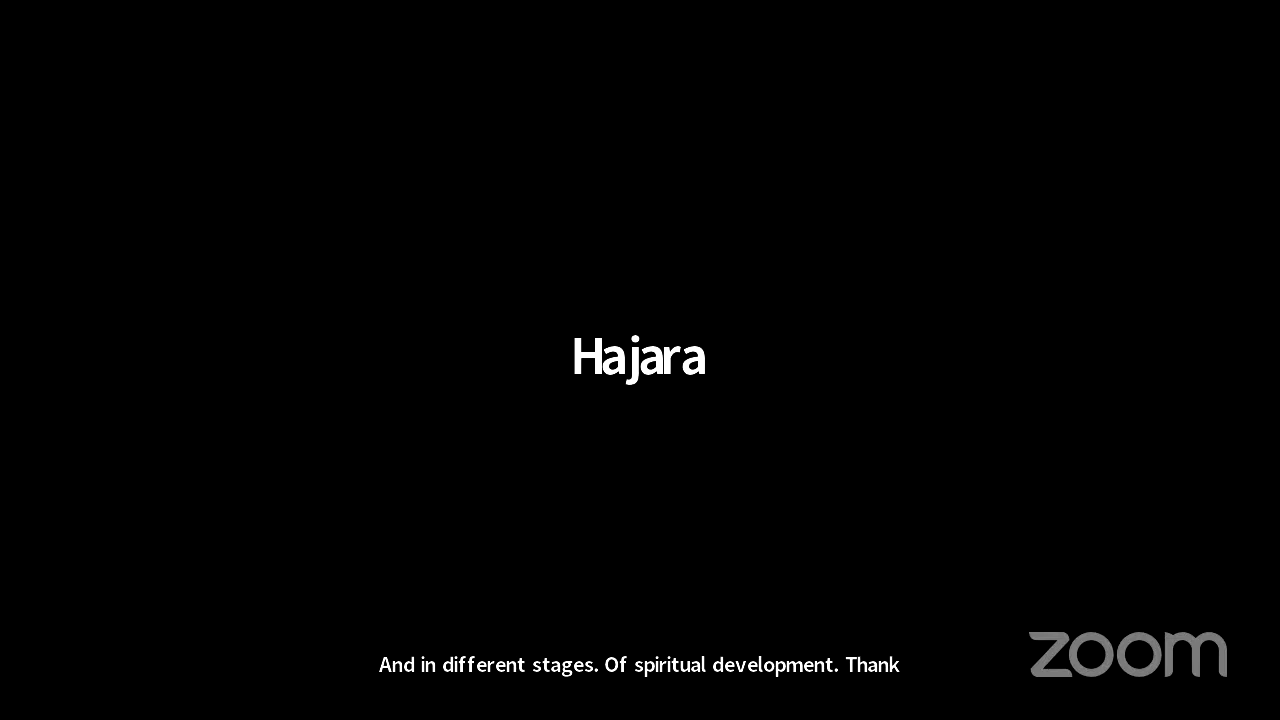 Hajara
And in different stages. Of spiritual development. Thank
zoom